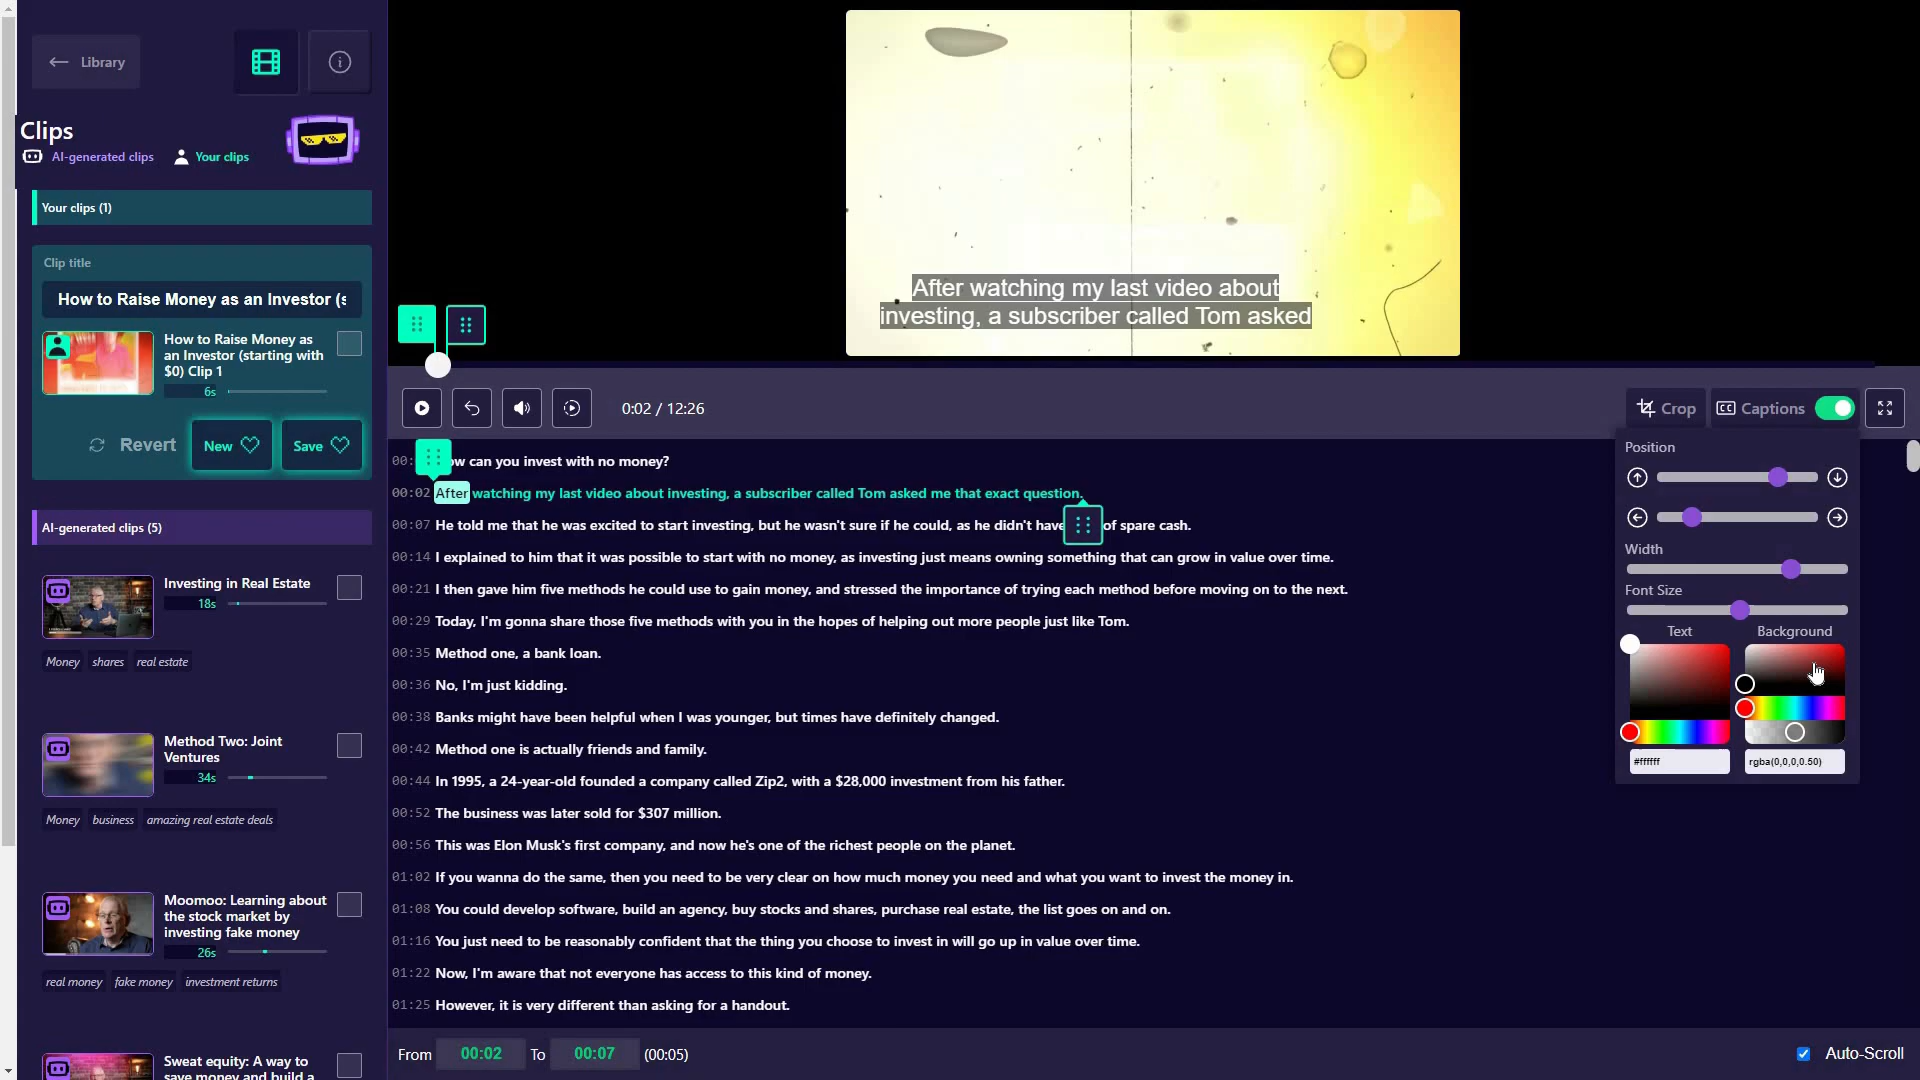 Library
Clips
AI-generated clips
Your clips
Your clips (1)
Clip title
How to Raise Money as an Investor (s
How to Raise Money as
an Investor (starting with
$0) Clip 1
6s
Revert
New
Save
AI-generated clips (5)
Investing in Real Estate
18s
Money shares real estate
Method Two: Joint
Ventures
34s
Money business amazing real estate deals
Moomoo: Learning about
the stock market by
investing fake money
26s
real money fake money investment returns
Sweat equity: A way to
save money and build a
After watching my last video about
investing, a subscriber called Tom asked
0:02 / 12:26
Crop
CC Captions
Position
Width
Font Size
Text Background
#ffffff rgba(0,0,0,0.50)
ow can you invest with no money?
00:02 After watching my last video about investing, a subscriber called Tom asked me that exact question.
00:07 He told me that he was excited to start investing, but he wasn't sure if he could, as he didn't have of spare cash.
00:14 I explained to him that it was possible to start with no money, as investing just means owning something that can grow in value over time.
00:21 I then gave him five methods he could use to gain money, and stressed the importance of trying each method before moving on to the next.
00:29 Today, I'm gonna share those five methods with you in the hopes of helping out more people just like Tom.
00:35 Method one, a bank loan.
00:36 No, I'm just kidding.
00:38 Banks might have been helpful when I was younger, but times have definitely changed.
00:42 Method one is actually friends and family.
00:44 In 1995, a 24-year-old founded a company called Zip2, with a $28,000 investment from his father.
00:52 The business was later sold for $307 million.
00:56 This was Elon Musk's first company, and now he's one of the richest people on the planet.
01:02 If you wanna do the same, then you need to be very clear on how much money you need and what you want to invest the money in.
01:08 You could develop software, build an agency, buy stocks and shares, purchase real estate, the list goes on and on.
01:16 You just need to be reasonably confident that the thing you choose to invest in will go up in value over time.
01:22 Now, I'm aware that not everyone has access to this kind of money.
01:25 However, it is very different than asking for a handout.
From 00:02 To 00:07 (00:05)
Auto-Scroll